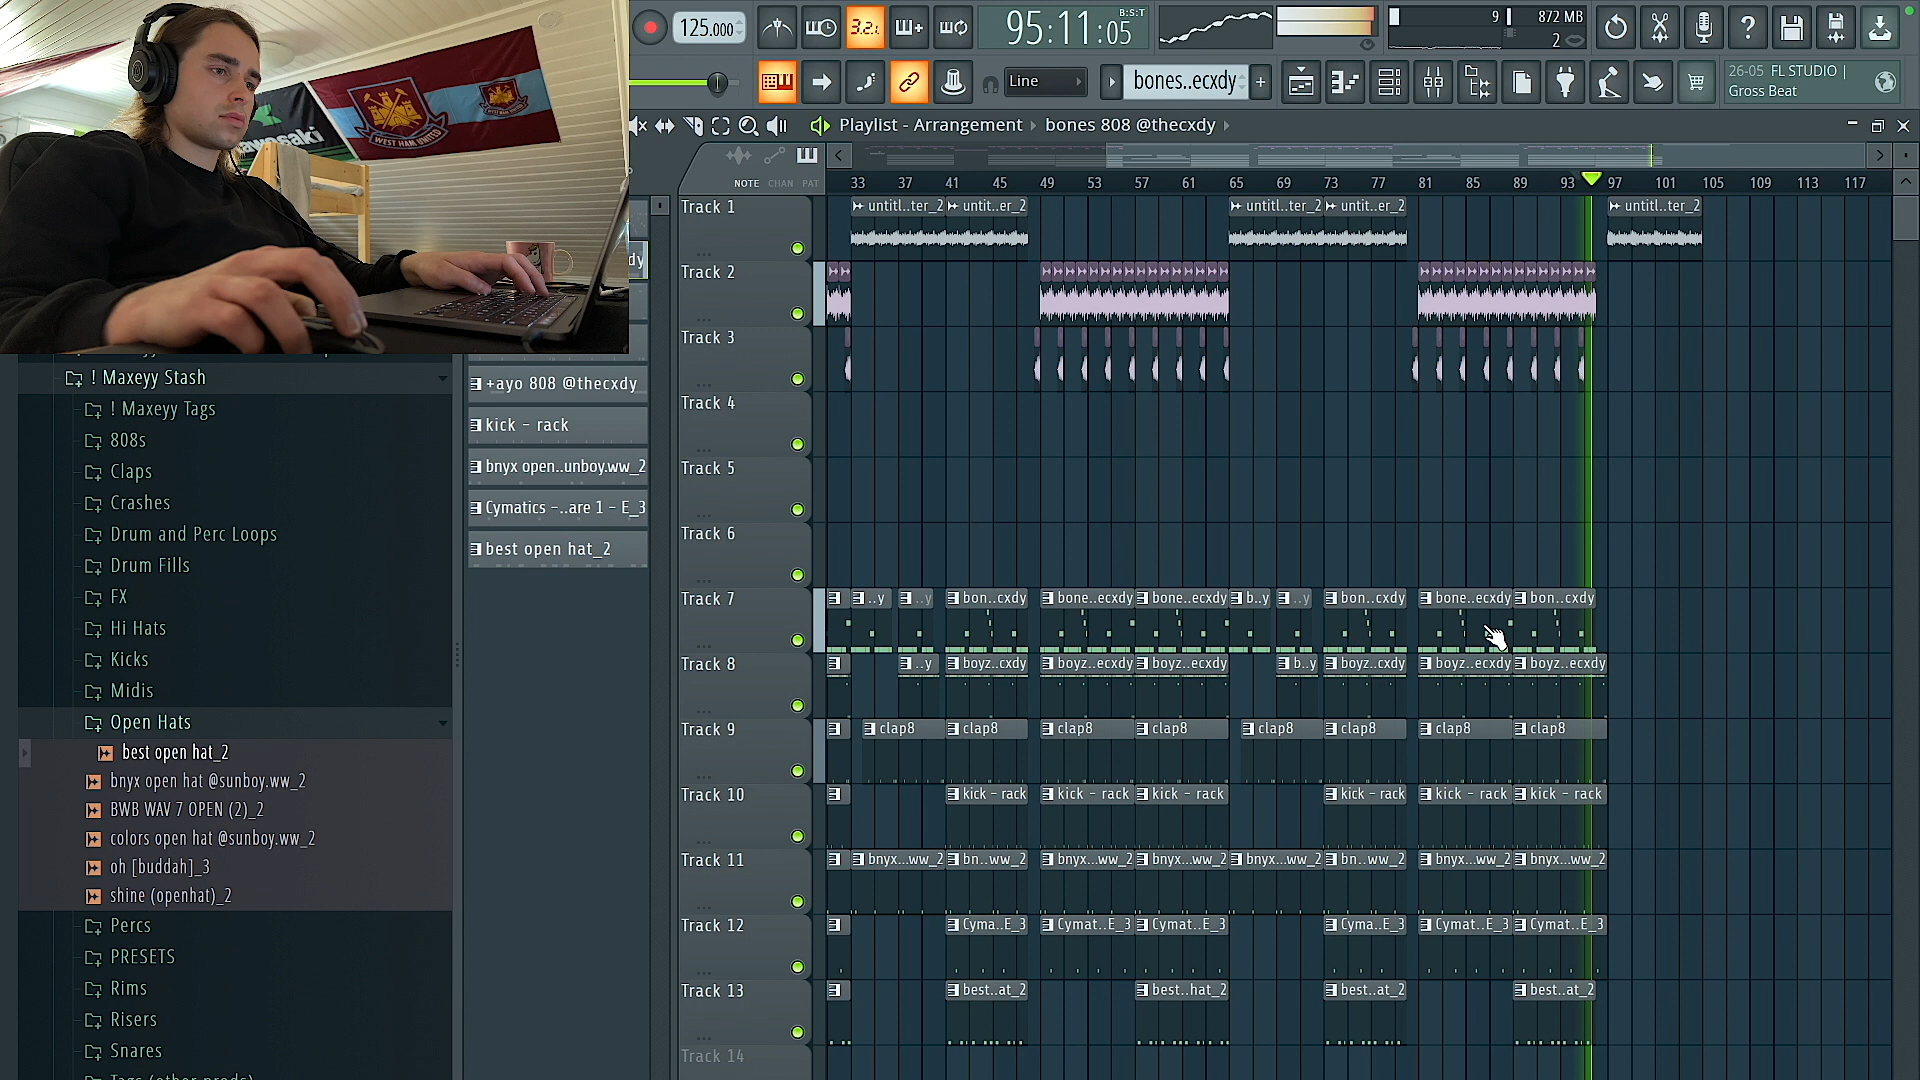 Kawasaki
WEST HAM UNITED
125.000
3.2.1
95:11:05
B:S:T
9
872 MB
2
Line
bones..ecxdy
+
26-05 FL STUDIO |
Gross Beat
Playlist - Arrangement › bones 808 @thecxdy ›
NOTE CHAN PAT
33 37 41 45 49 53 57 61 65 69 73 77 81 85 89 93 97 101 105 109 113 117
dy
! Maxeyy Stash
! Maxeyy Tags
808s
Claps
Crashes
Drum and Perc Loops
Drum Fills
FX
Hi Hats
Kicks
Midis
Open Hats
best open hat_2
bnyx open hat @sunboy.ww_2
BWB WAV 7 OPEN (2)_2
colors open hat @sunboy.ww_2
oh [buddah]_3
shine (openhat)_2
Percs
PRESETS
Rims
Risers
Snares
Tags (other prods)
+ayo 808 @thecxdy
kick - rack
bnyx open..unboy.ww_2
Cymatics -..are 1 - E_3
best open hat_2
Track 1
untitl..ter_2 untit..er_2 untitl..ter_2 untit..er_2 untitl..ter_2
Track 2
Track 3
Track 4
Track 5
Track 6
Track 7
..y ..y bon..cxdy bone..ecxdy bone..ecxdy b..y ..y bon..cxdy bone..ecxdy bon..cxdy
Track 8
..y boyz..cxdy boyz..ecxdy boyz..ecxdy b..y boyz..cxdy boyz..ecxdy boyz..ecxdy
Track 9
clap8 clap8 clap8 clap8 clap8 clap8 clap8 clap8
Track 10
kick - rack kick - rack kick - rack kick - rack kick - rack kick - rack
Track 11
bnyx...ww_2 bn..ww_2 bnyx...ww_2 bnyx...ww_2 bnyx...ww_2 bn..ww_2 bnyx...ww_2 bnyx...ww_2
Track 12
Cyma..E_3 Cymat..E_3 Cymat..E_3 Cyma..E_3 Cymat..E_3 Cymat..E_3
Track 13
best..at_2 best..hat_2 best..at_2 best..at_2
Track 14